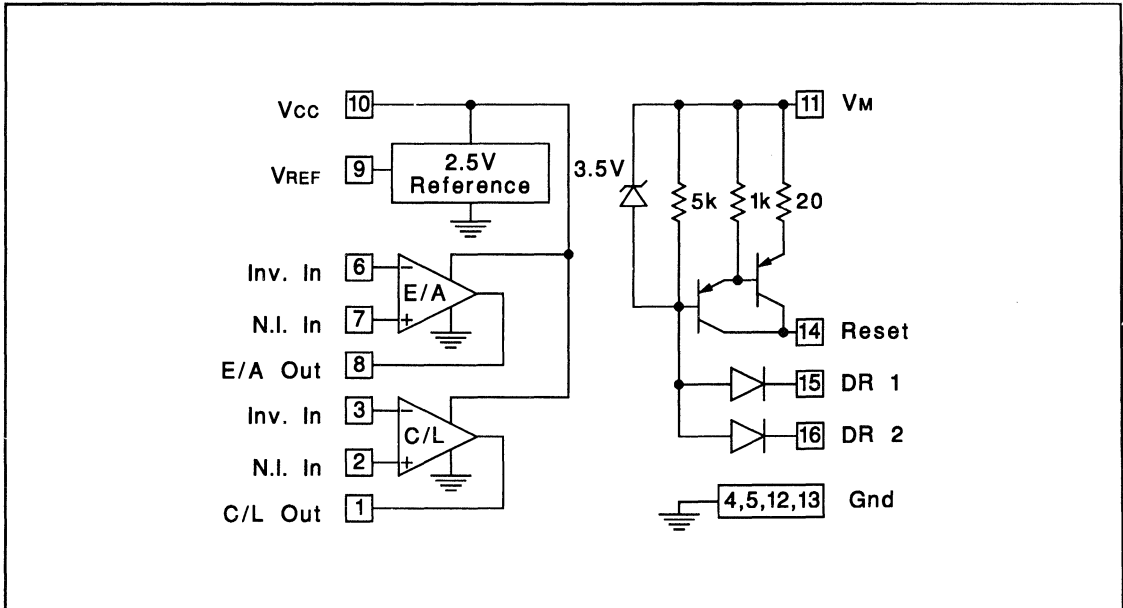 Vcc 10
VREF 9
2.5V
Reference
Inv. In 6
N.I. In 7
E/A
E/A Out 8
Inv. In 3
N.I. In 2
C/L
C/L Out 1
11 VM
3.5V
5k
1k
20
14 Reset
15 DR 1
16 DR 2
4,5,12,13 Gnd